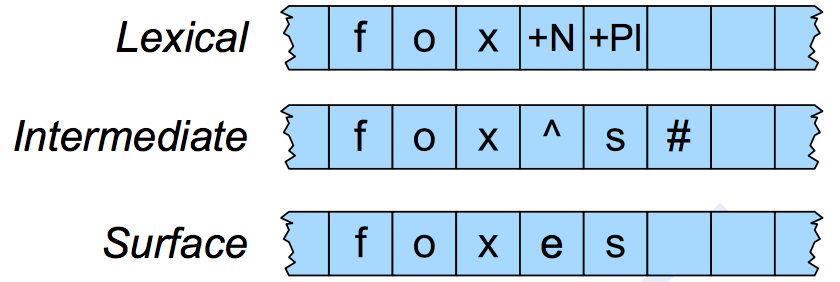 Lexical f o x +N +Pl
Intermediate f o x ^ s #
Surface f o x e s